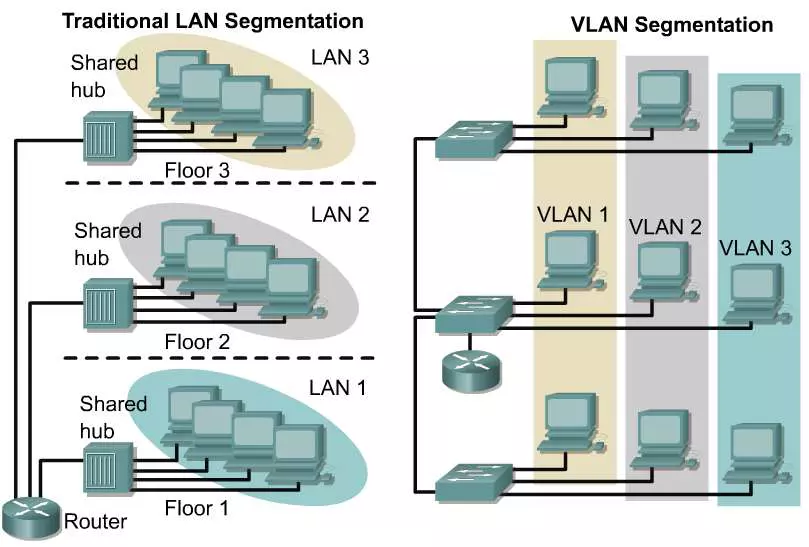 Traditional LAN Segmentation
Shared
hub
LAN 3
Floor 3
Shared
hub
LAN 2
Floor 2
Shared
hub
LAN 1
Floor 1
Router
VLAN Segmentation
VLAN 1
VLAN 2
VLAN 3